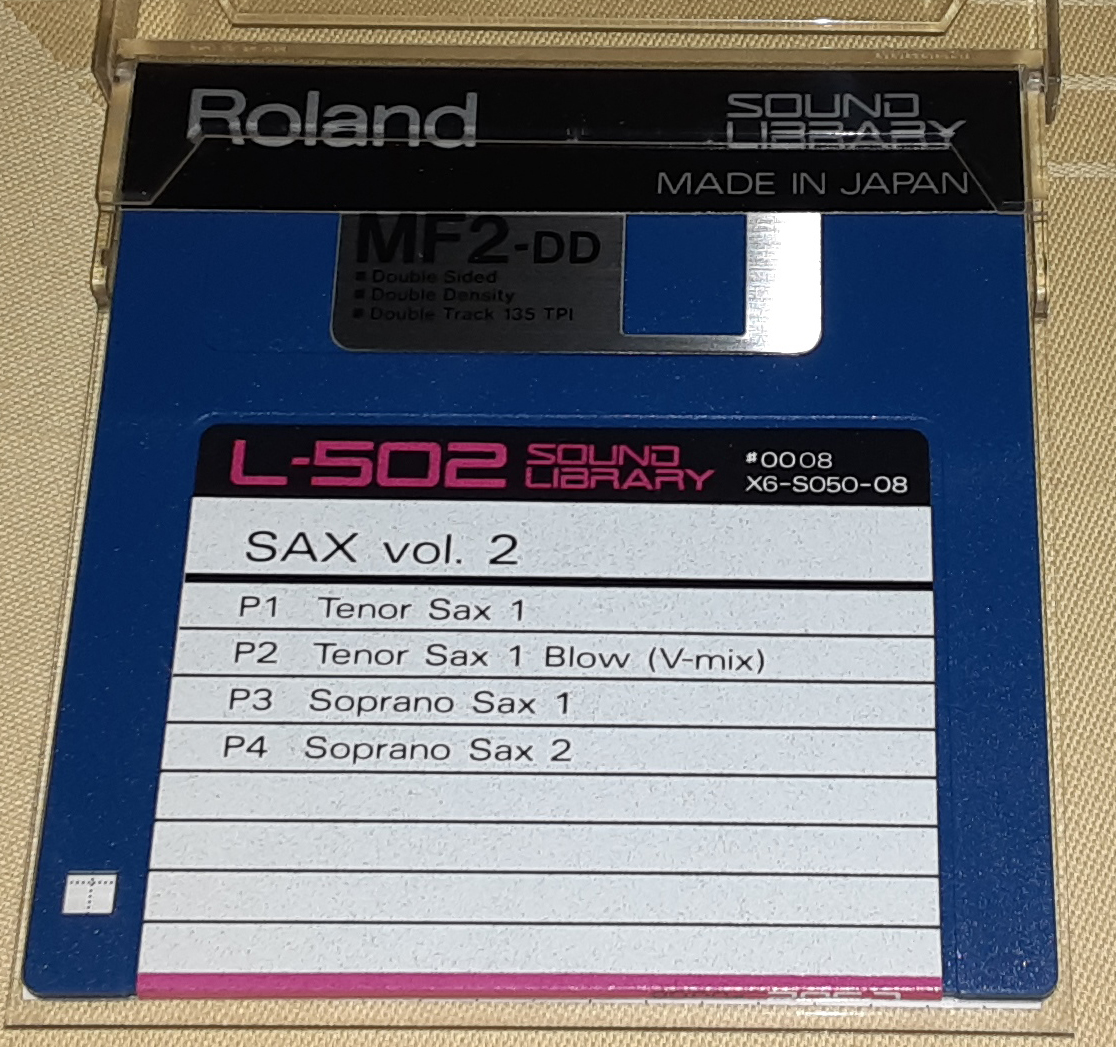 Roland
SOUND
LIBRARY
MADE IN JAPAN
MF2-DD
■ Double Sided
■ Double Density
■ Double Track 135 TPI
L-502 SOUND LIBRARY
#0008
X6-S050-08
SAX vol. 2
P1 Tenor Sax 1
P2 Tenor Sax 1 Blow (V-mix)
P3 Soprano Sax 1
P4 Soprano Sax 2